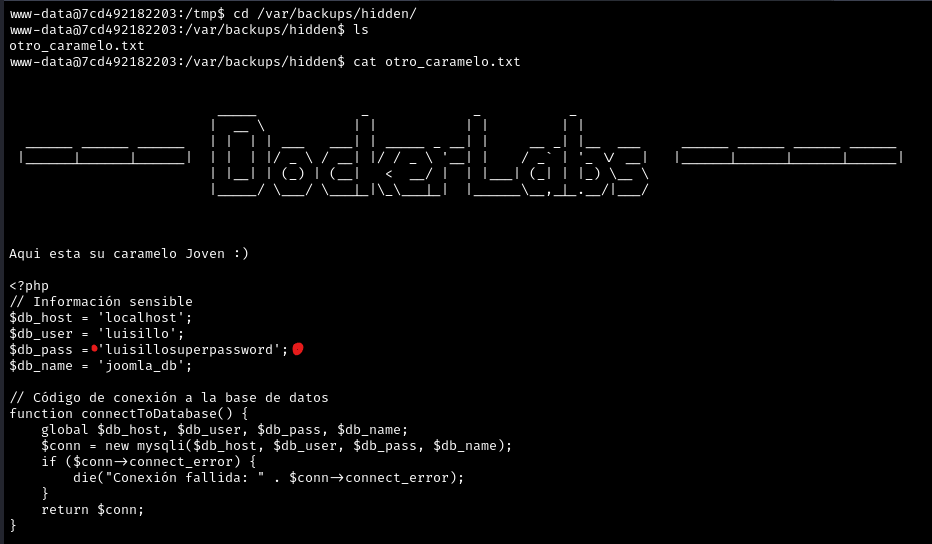 www-data@7cd492182203:/tmp$ cd /var/backups/hidden/
www-data@7cd492182203:/var/backups/hidden$ ls
otro_caramelo.txt
www-data@7cd492182203:/var/backups/hidden$ cat otro_caramelo.txt
DockerLabs
Aqui esta su caramelo Joven :)
<?php
// Información sensible
$db_host = 'localhost';
$db_user = 'luisillo';
$db_pass = 'luisillosuperpassword';
$db_name = 'joomla_db';
// Código de conexión a la base de datos
function connectToDatabase() {
    global $db_host, $db_user, $db_pass, $db_name;
    $conn = new mysqli($db_host, $db_user, $db_pass, $db_name);
    if ($conn->connect_error) {
        die("Conexión fallida: " . $conn->connect_error);
    }
    return $conn;
}